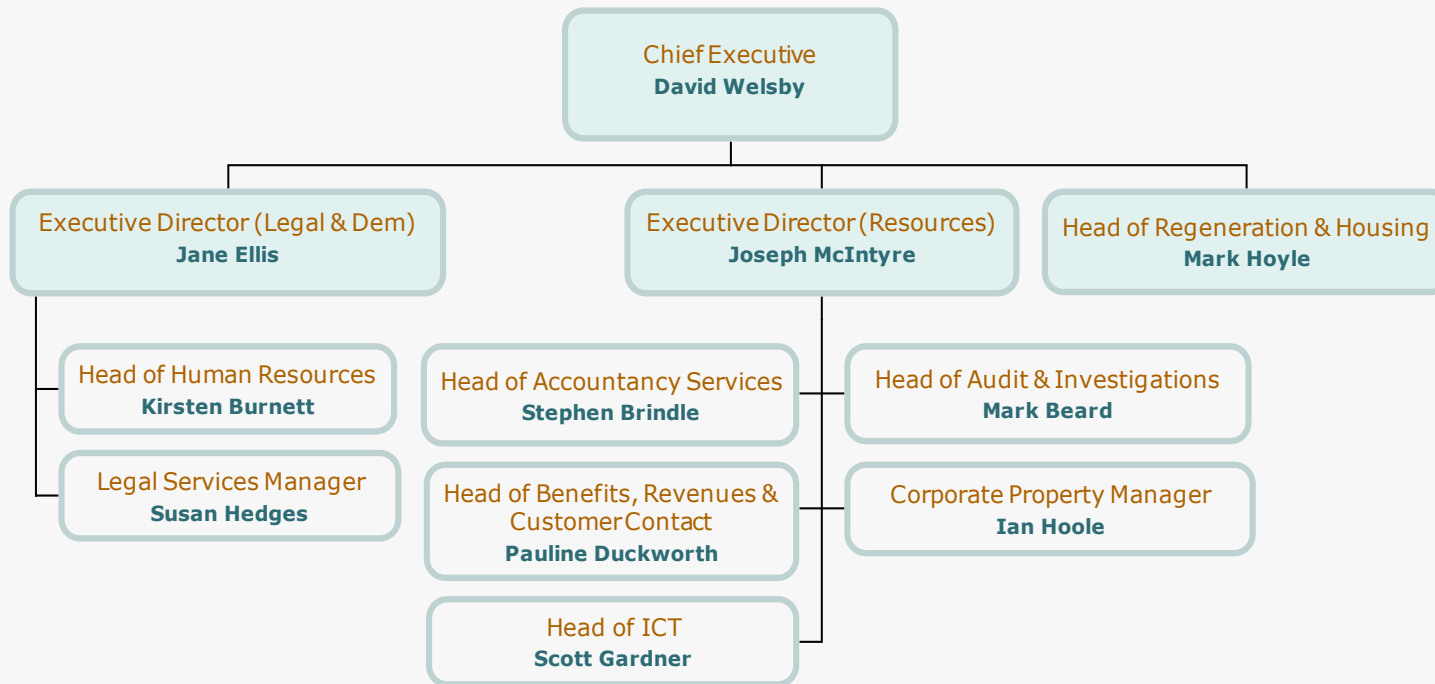 Chief Executive
David Welsby
Executive Director (Legal & Dem)
Jane Ellis
Executive Director (Resources)
Joseph McIntyre
Head of Regeneration & Housing
Mark Hoyle
Head of Human Resources
Kirsten Burnett
Legal Services Manager
Susan Hedges
Head of Accountancy Services
Stephen Brindle
Head of Audit & Investigations
Mark Beard
Head of Benefits, Revenues &
Customer Contact
Pauline Duckworth
Corporate Property Manager
Ian Hoole
Head of ICT
Scott Gardner